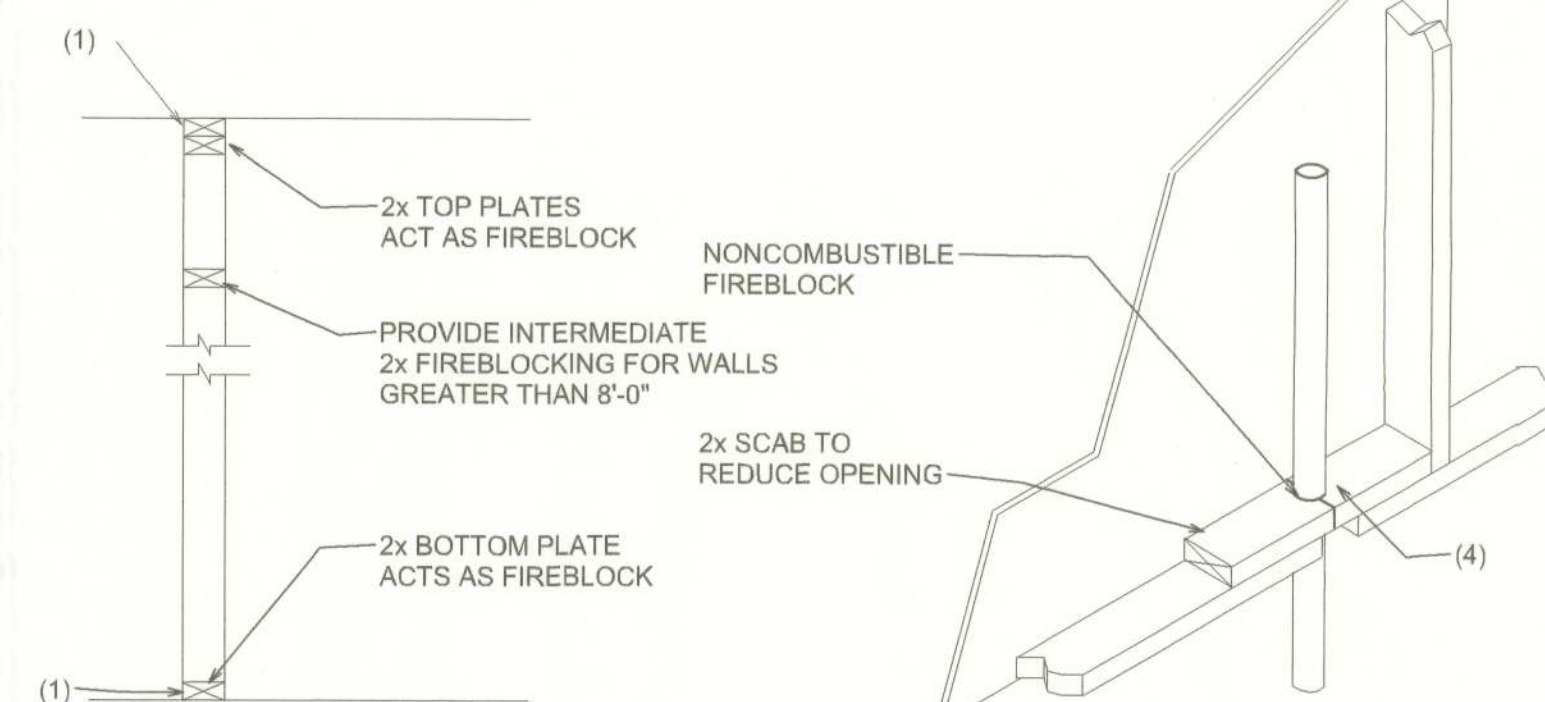 (1)
2x TOP PLATES
ACT AS FIREBLOCK
PROVIDE INTERMEDIATE
2x FIREBLOCKING FOR WALLS
GREATER THAN 8'-0"
2x BOTTOM PLATE
ACTS AS FIREBLOCK
(1)
NONCOMBUSTIBLE
FIREBLOCK
2x SCAB TO
REDUCE OPENING
(4)